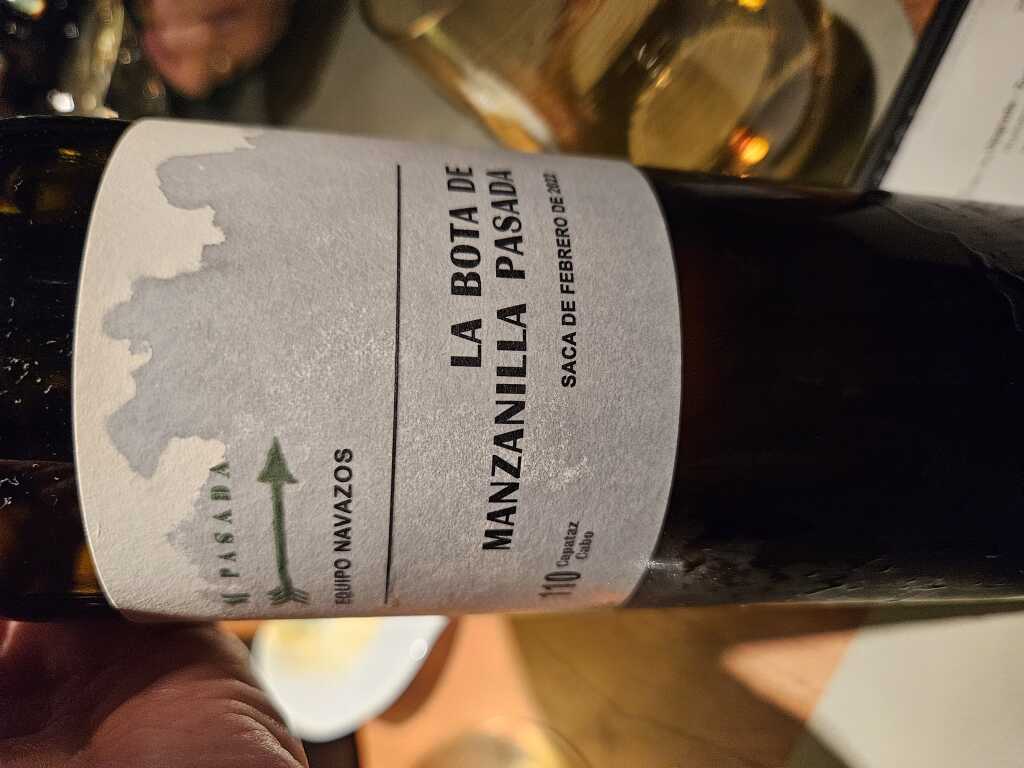 PASADA
EQUIPO NAVAZOS
LA BOTA DE
MANZANILLA PASADA
SACA DE FEBRERO DE 2022
110 Capataz
Cabo